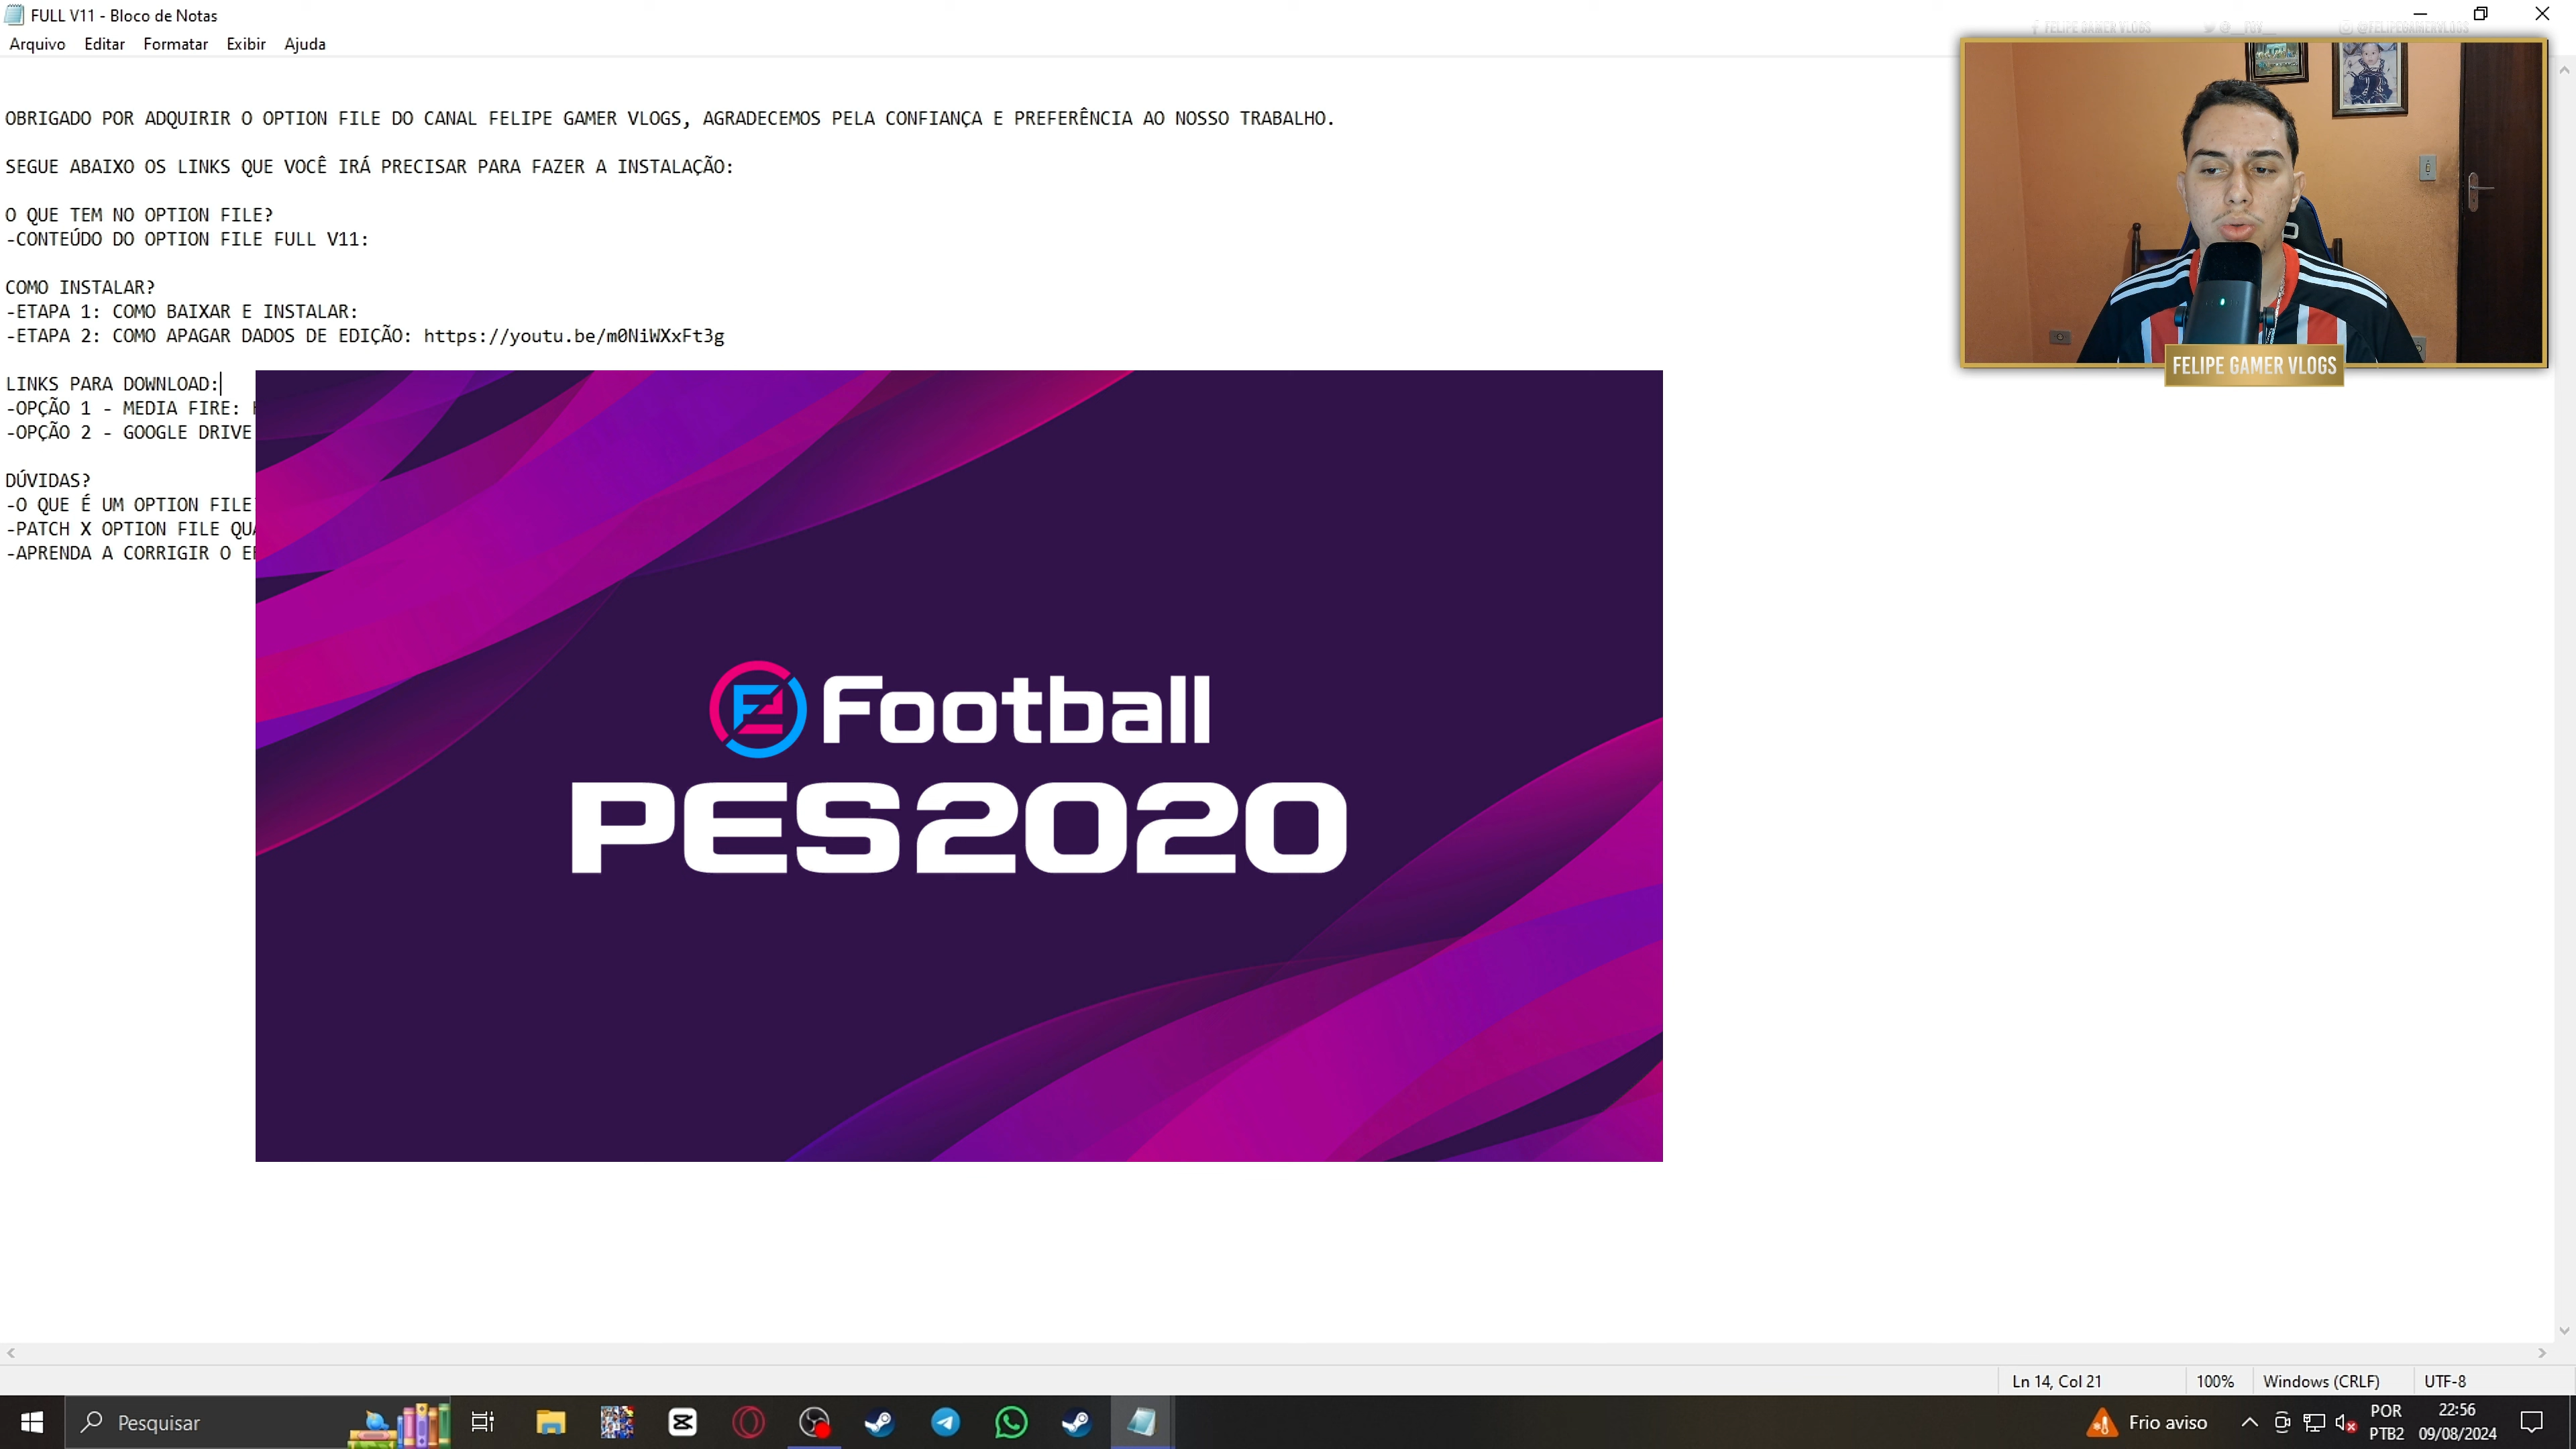 FULL V11 - Bloco de Notas
Arquivo Editar Formatar Exibir Ajuda
FELIPE GAMER VLOGS @__FGV__ @FELIPEGAMERVLOGS
OBRIGADO POR ADQUIRIR O OPTION FILE DO CANAL FELIPE GAMER VLOGS, AGRADECEMOS PELA CONFIANÇA E PREFERÊNCIA AO NOSSO TRABALHO.
SEGUE ABAIXO OS LINKS QUE VOCÊ IRÁ PRECISAR PARA FAZER A INSTALAÇÃO:
O QUE TEM NO OPTION FILE?
-CONTEÚDO DO OPTION FILE FULL V11:
COMO INSTALAR?
-ETAPA 1: COMO BAIXAR E INSTALAR:
-ETAPA 2: COMO APAGAR DADOS DE EDIÇÃO: https://youtu.be/m0NiWXxFt3g
FELIPE GAMER VLOGS
LINKS PARA DOWNLOAD:
-OPÇÃO 1 - MEDIA FIRE:
-OPÇÃO 2 - GOOGLE DRIVE
DÚVIDAS?
-O QUE É UM OPTION FILE
-PATCH X OPTION FILE
-APRENDA A CORRIGIR O
eFootball
PES2020
Ln 14, Col 21 100% Windows (CRLF) UTF-8
Pesquisar
Frio aviso
POR
PTB2
22:56
09/08/2024